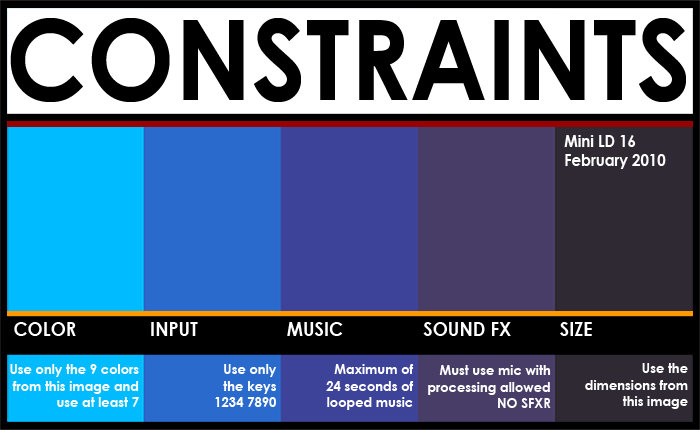 CONSTRAINTS
Mini LD 16
February 2010
COLOR
INPUT
MUSIC
SOUND FX
SIZE
Use only the 9 colors
from this image and
use at least 7
Use only
the keys
1234 7890
Maximum of
24 seconds of
looped music
Must use mic with
processing allowed
NO SFXR
Use the
dimensions from
this image